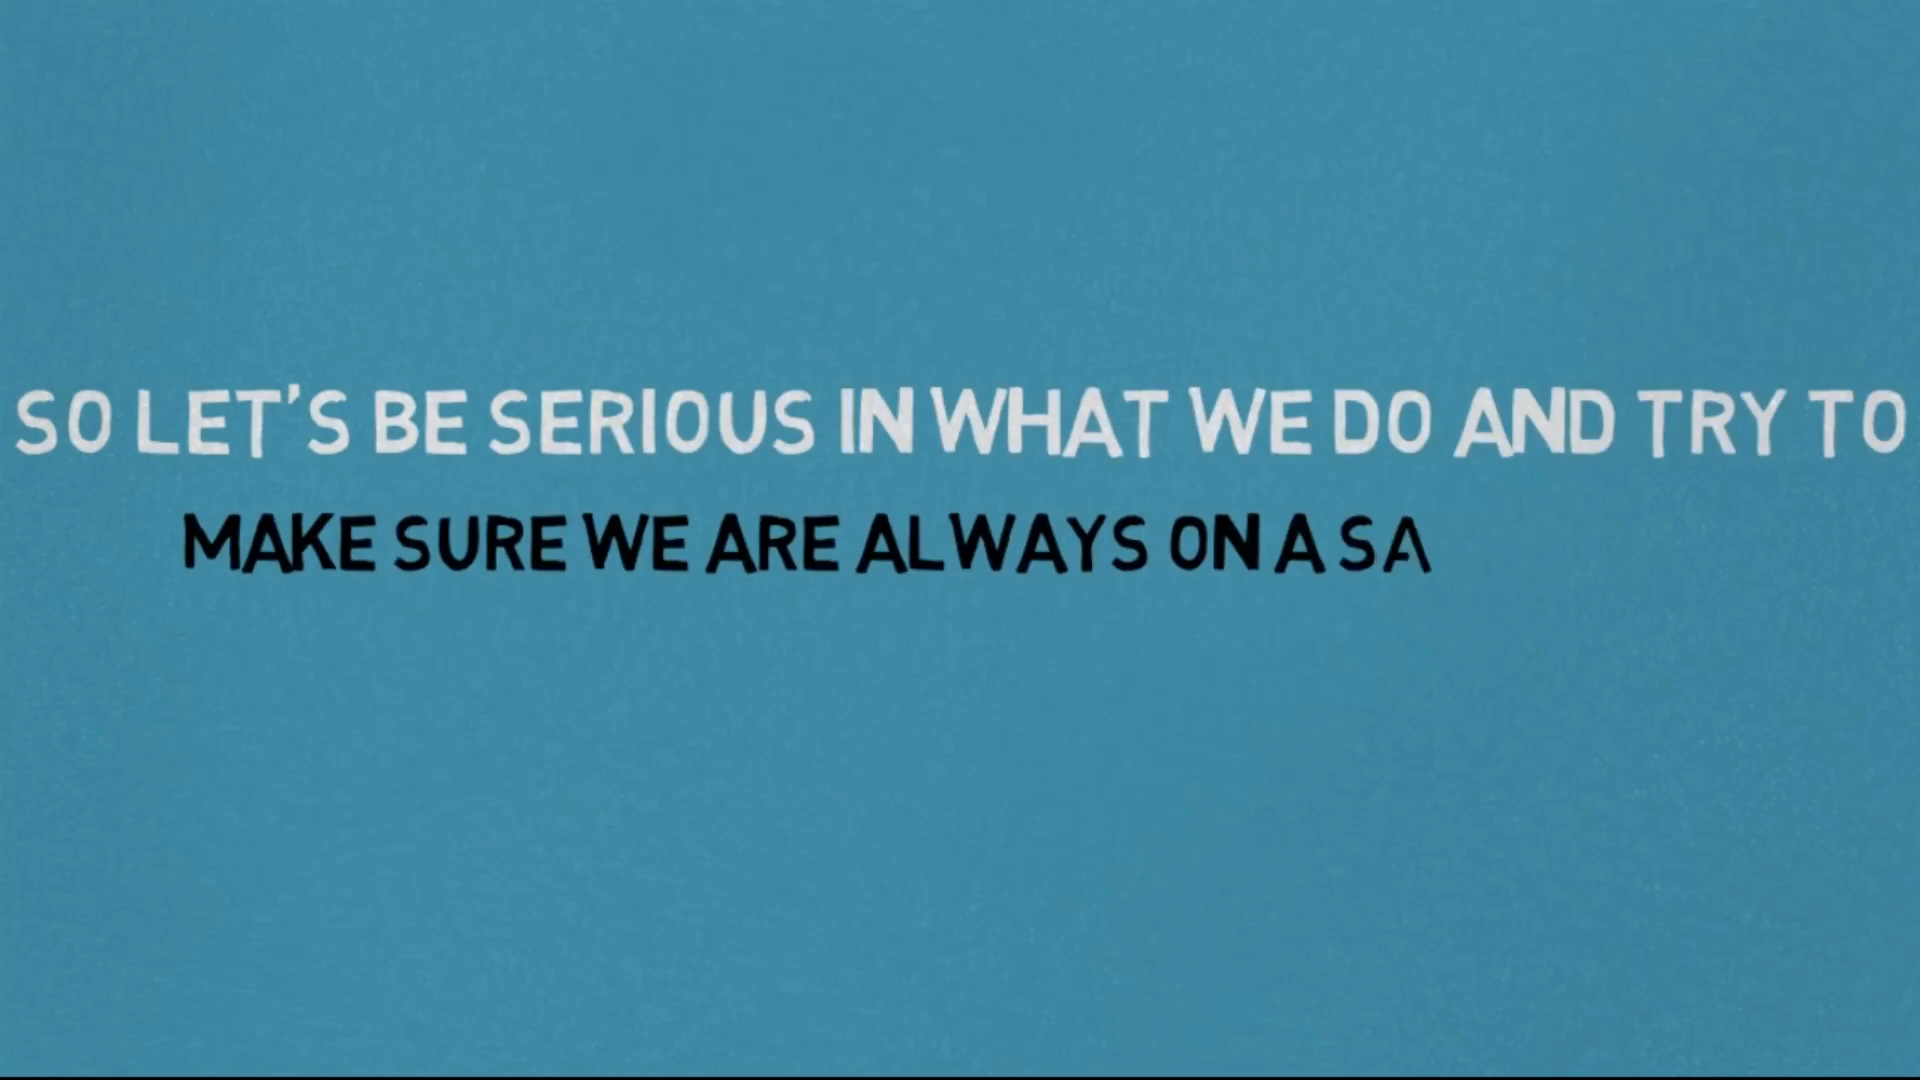 SO LET'S BE SERIOUS IN WHAT WE DO AND TRY TO
MAKE SURE WE ARE ALWAYS ON A SA